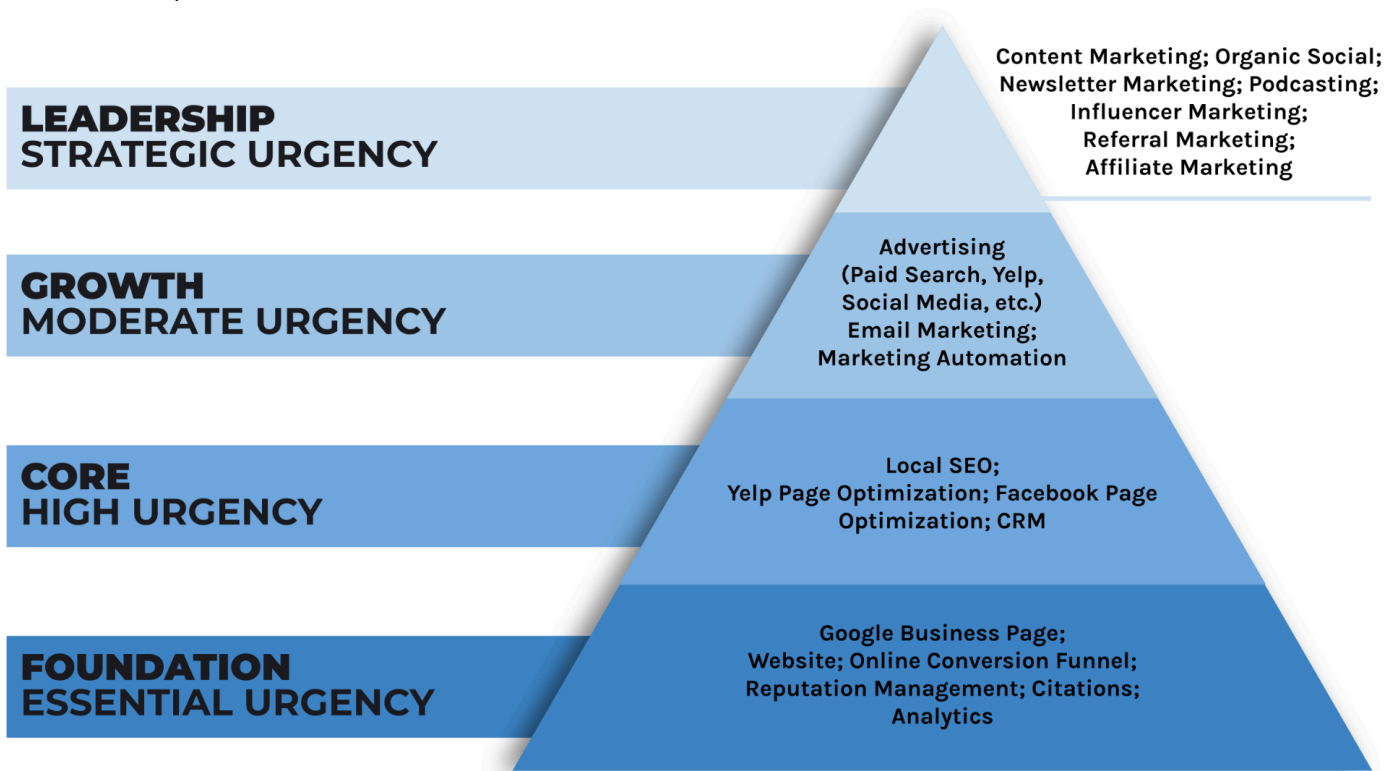 LEADERSHIP
STRATEGIC URGENCY
Content Marketing; Organic Social;
Newsletter Marketing; Podcasting;
Influencer Marketing;
Referral Marketing;
Affiliate Marketing
GROWTH
MODERATE URGENCY
Advertising
(Paid Search, Yelp,
Social Media, etc.)
Email Marketing;
Marketing Automation
CORE
HIGH URGENCY
Local SEO;
Yelp Page Optimization; Facebook Page
Optimization; CRM
FOUNDATION
ESSENTIAL URGENCY
Google Business Page;
Website; Online Conversion Funnel;
Reputation Management; Citations;
Analytics